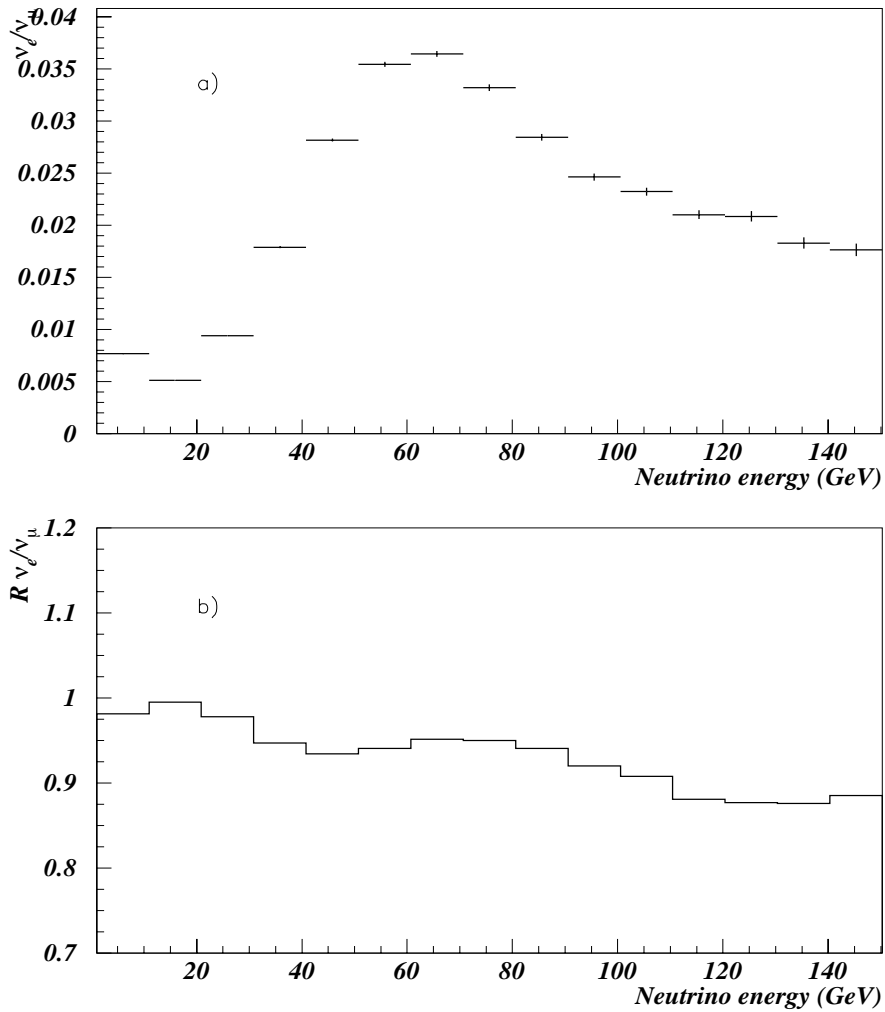 ν_e/ν_μ
0.04
0.035
0.03
0.025
0.02
0.015
0.01
0.005
0
a)
20 40 60 80 100 120 140
Neutrino energy (GeV)
R ν_e/ν_μ
1.2
1.1
1
0.9
0.8
0.7
b)
20 40 60 80 100 120 140
Neutrino energy (GeV)